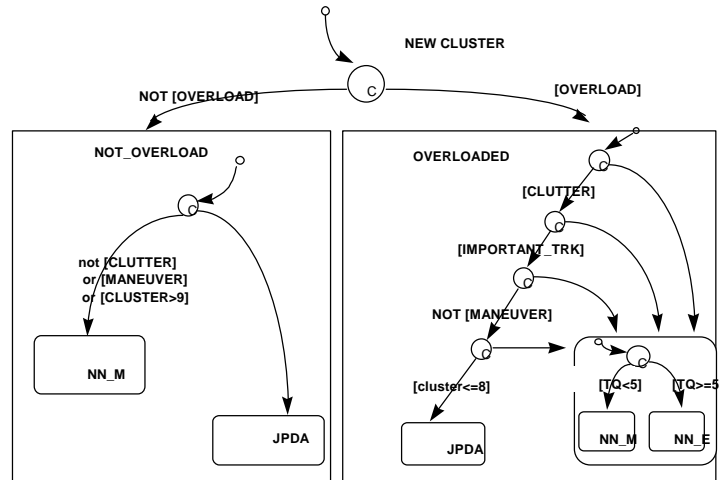 NEW CLUSTER
C
NOT [OVERLOAD]
[OVERLOAD]
NOT_OVERLOAD
C
not [CLUTTER]
or [MANEUVER]
or [CLUSTER>9]
NN_M
JPDA
OVERLOADED
C
[CLUTTER]
C
[IMPORTANT_TRK]
C
NOT [MANEUVER]
C
[cluster<=8]
JPDA
C
[TQ<5]
[TQ>=5
NN_M
NN_E